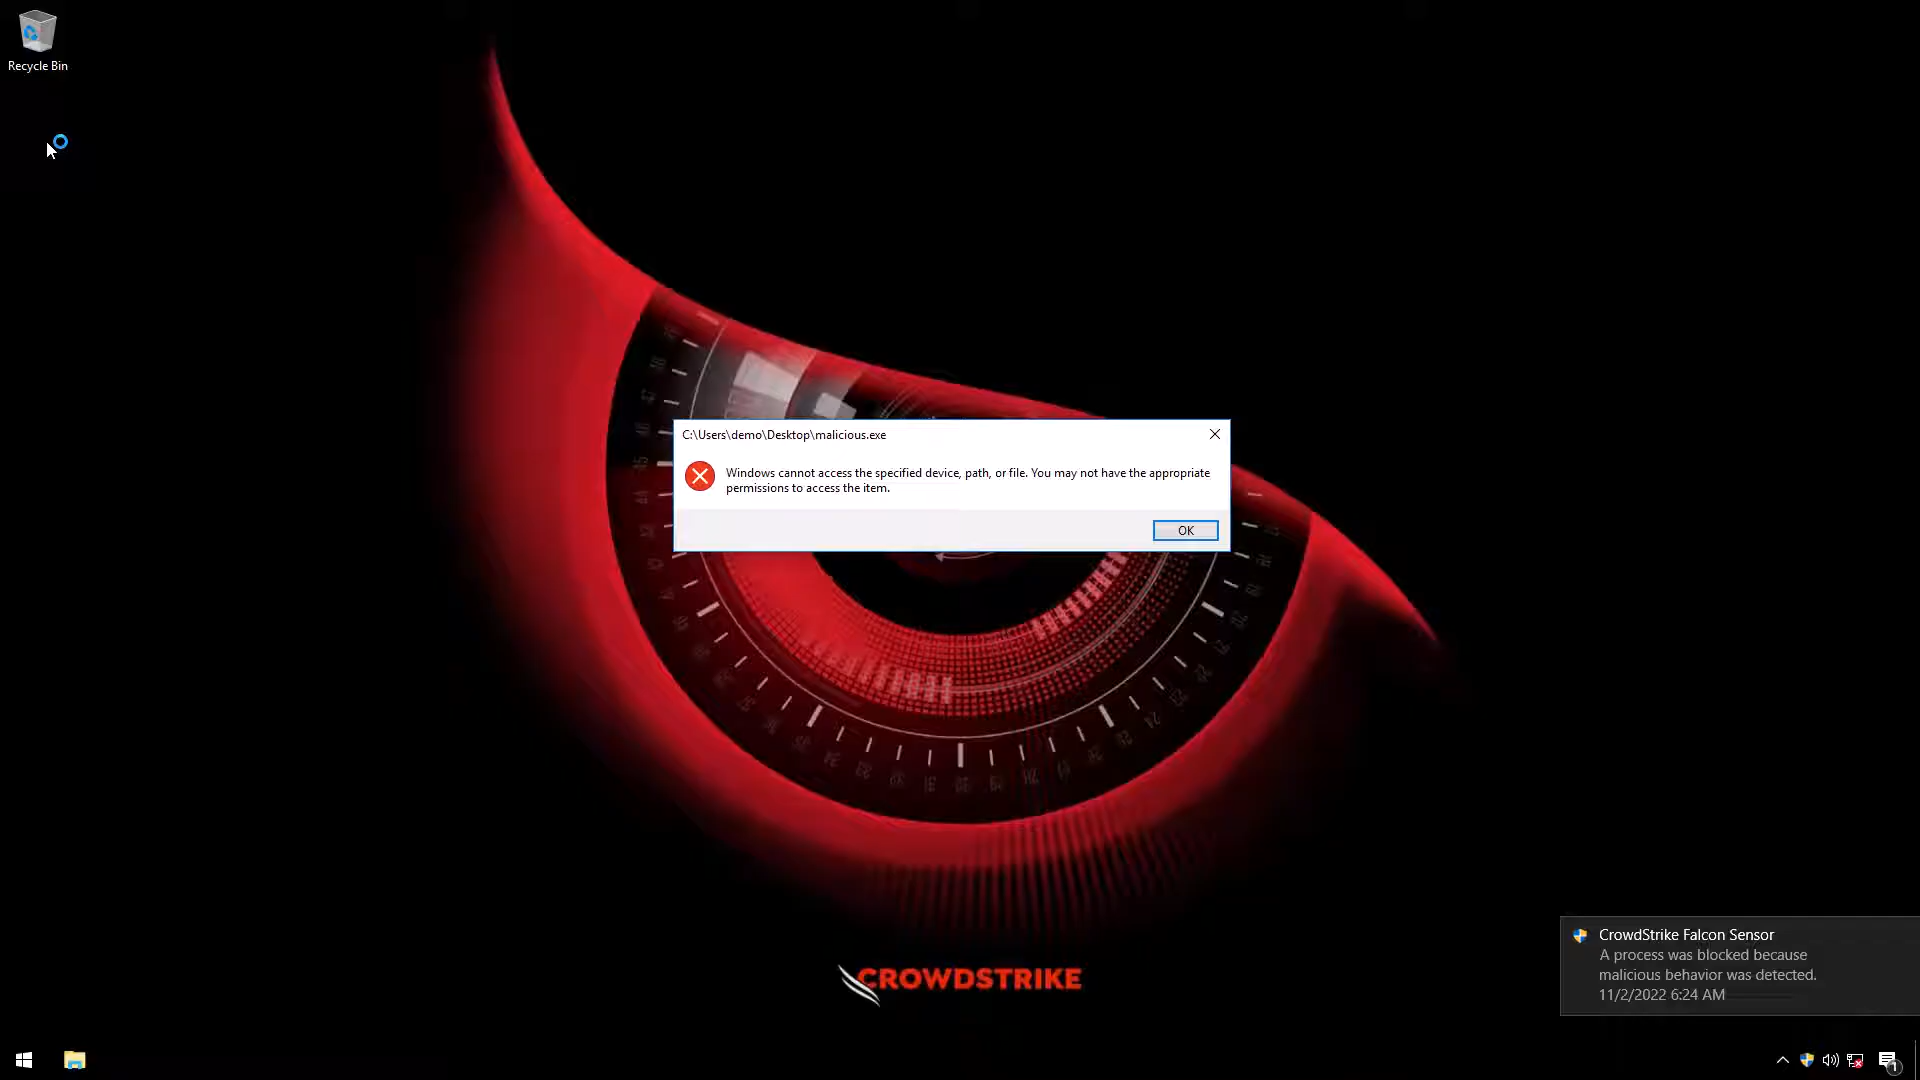 Recycle Bin
C:\Users\demo\Desktop\malicious.exe
Windows cannot access the specified device, path, or file. You may not have the appropriate
permissions to access the item.
OK
CROWDSTRIKE
CrowdStrike Falcon Sensor
A process was blocked because
malicious behavior was detected.
11/2/2022 6:24 AM
1